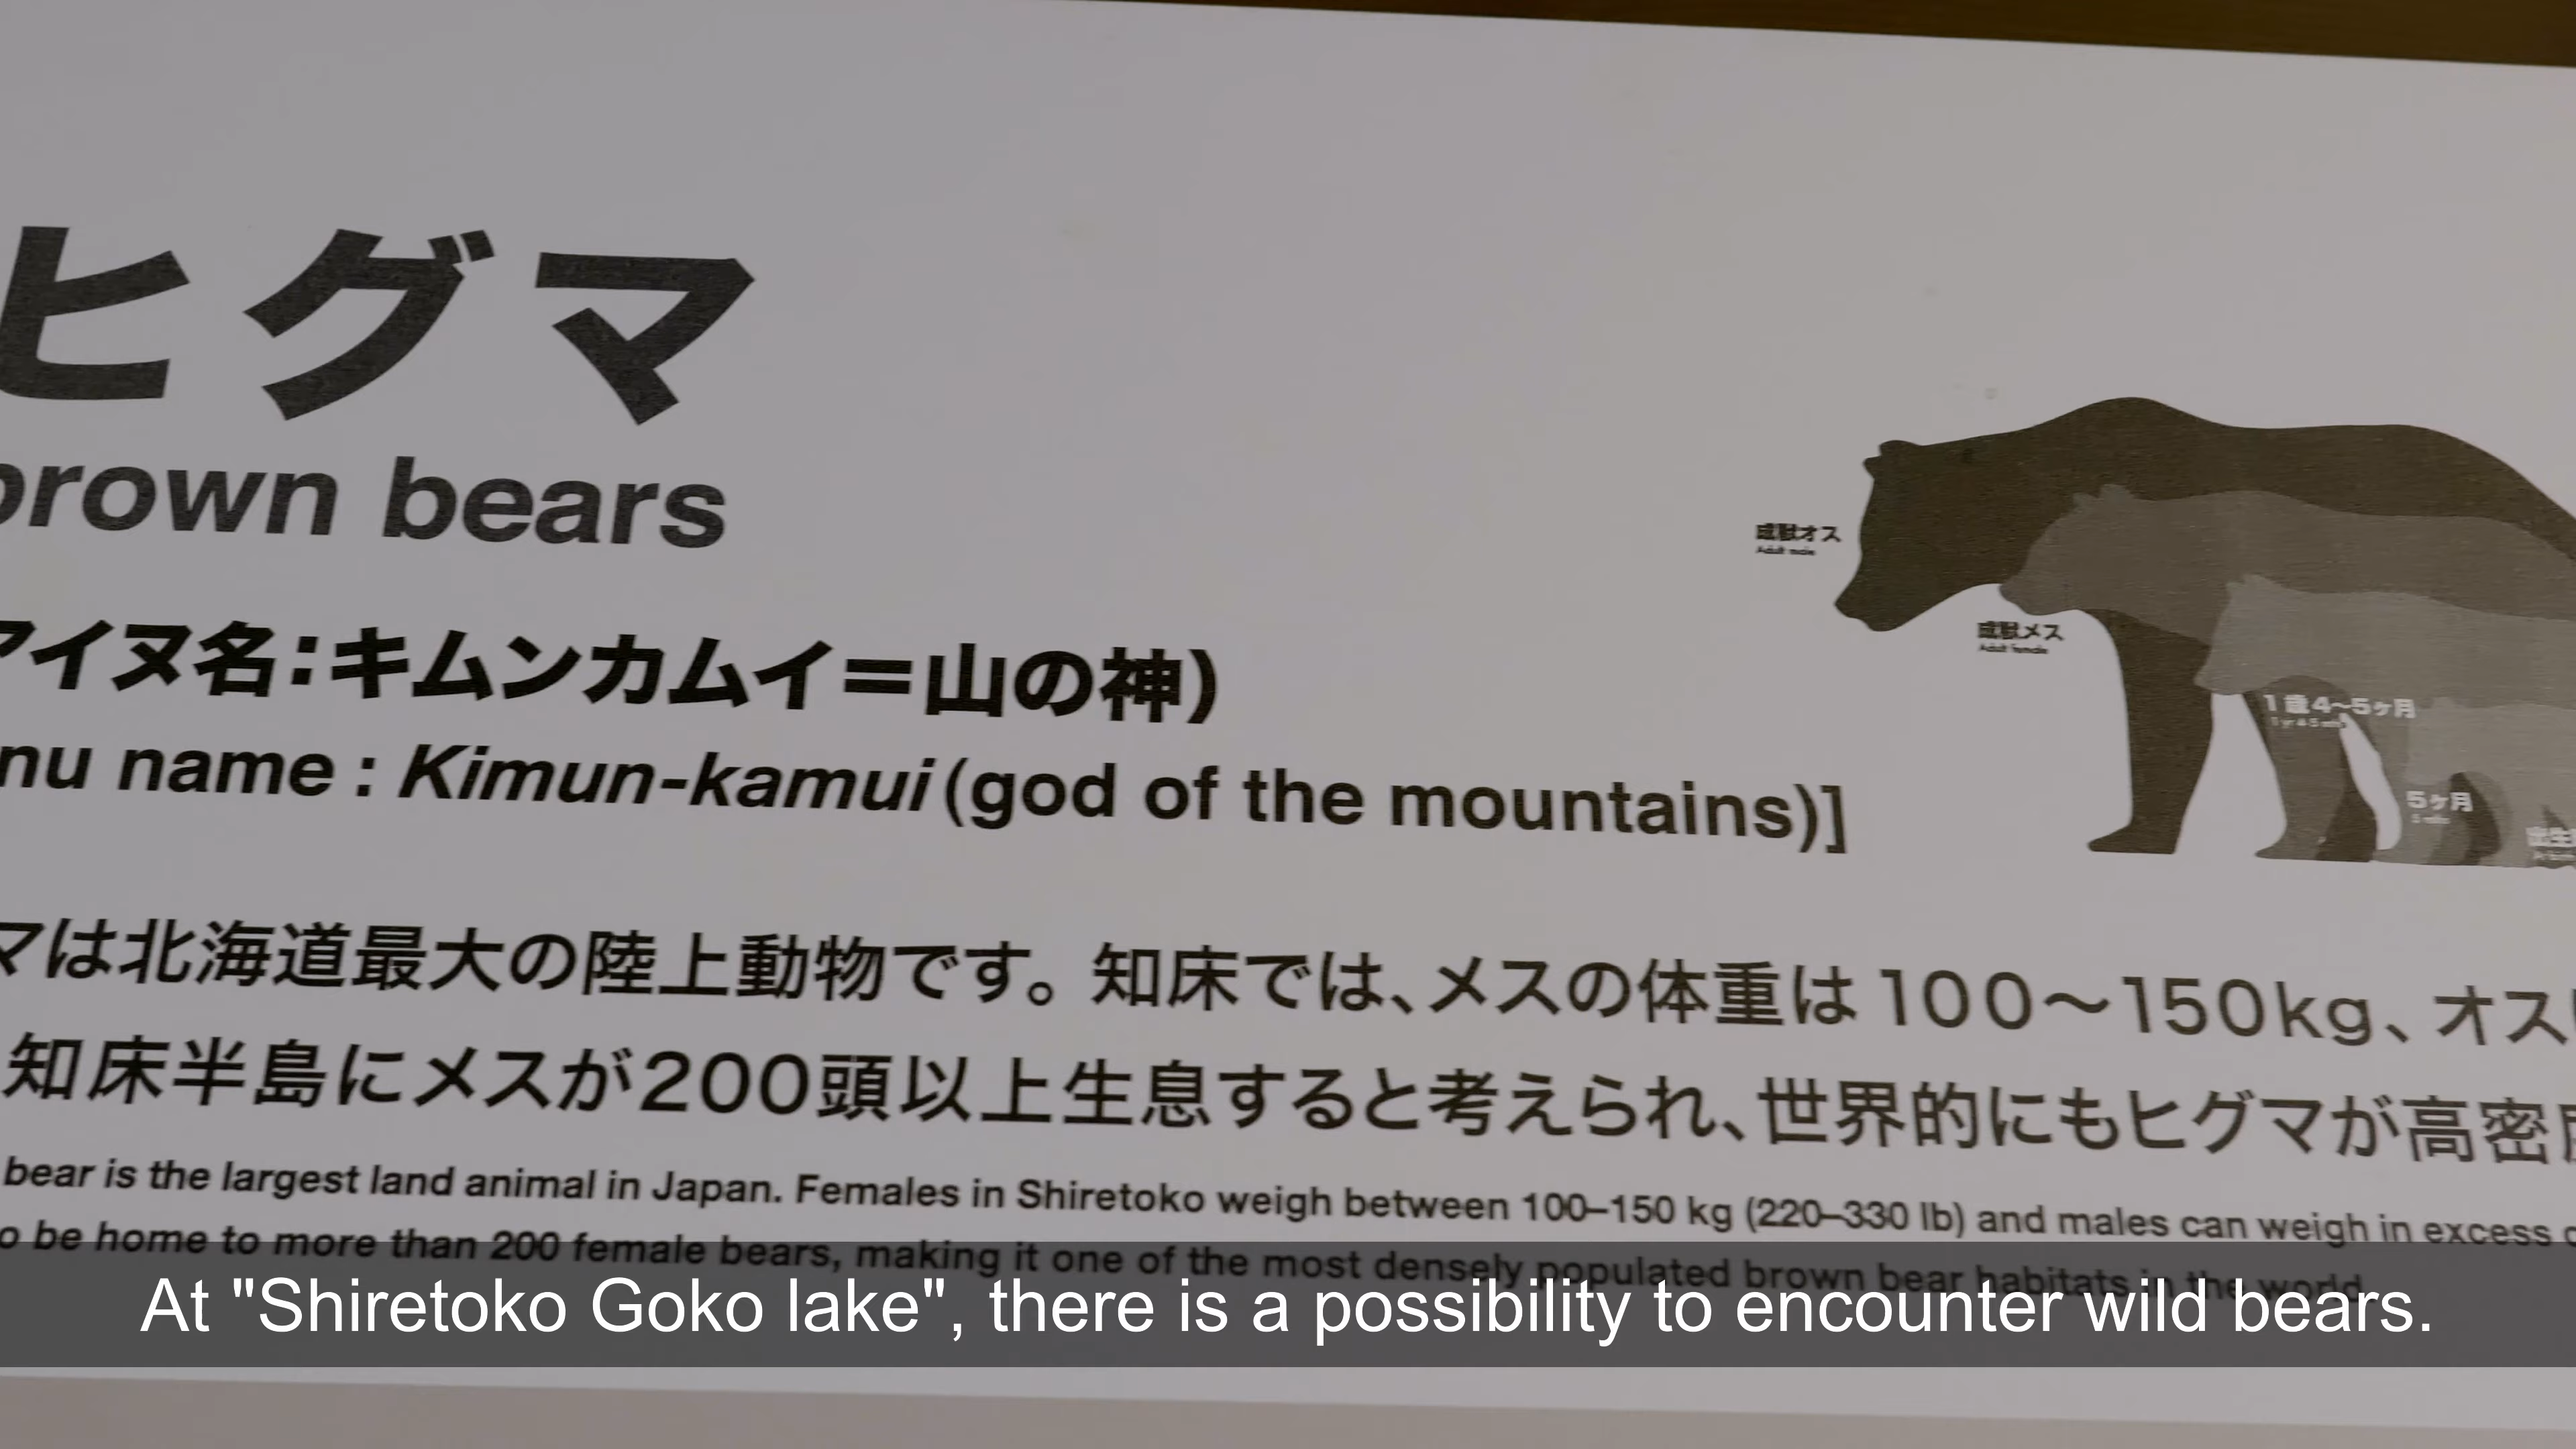 ヒグマ
brown bears
アイヌ名：キムンカムイ＝山の神)
nu name : Kimun-kamui (god of the mountains)]
成獣オス
Adult male
成獣メス
Adult female
1歳4〜5ヶ月
5ヶ月
マは北海道最大の陸上動物です。知床では、メスの体重は100〜150kg、オス
知床半島にメスが200頭以上生息すると考えられ、世界的にもヒグマが高密度
bear is the largest land animal in Japan. Females in Shiretoko weigh between 100–150 kg (220–330 lb) and males can weigh in excess
o be home to more than 200 female bears, making it one of the most densely populated brown bear habitats in the world.
At "Shiretoko Goko lake", there is a possibility to encounter wild bears.